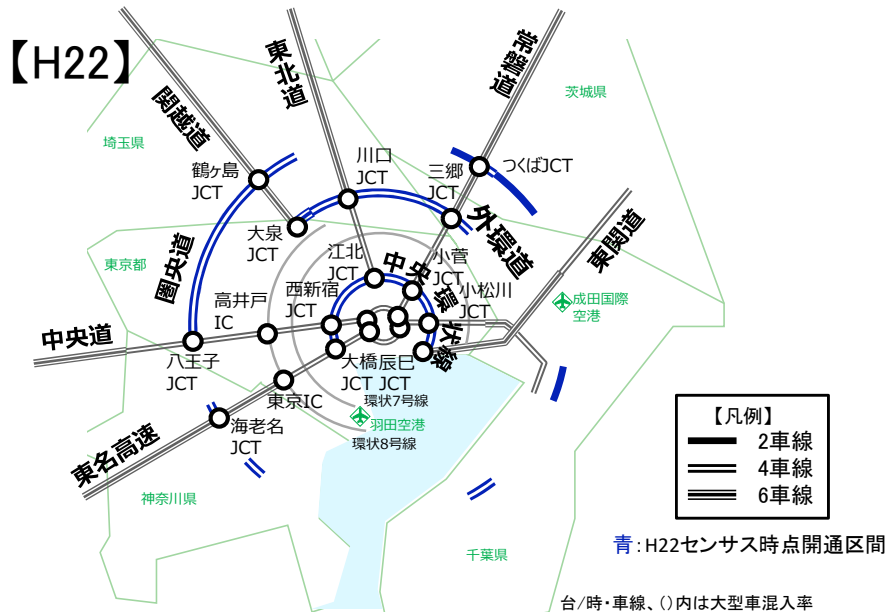 【H22】
関越道
東北道
常磐道
茨城県
埼玉県
鶴ヶ島
JCT
川口
JCT
三郷
JCT
つくばJCT
大泉
JCT
外環道
東関道
圏央道
東京都
高井戸
IC
江北
JCT
中央環状線
小菅
JCT
西新宿
JCT
小松川
JCT
成田国際
空港
中央道
八王子
JCT
大橋
JCT
辰巳
JCT
東京IC
環状7号線
羽田空港
環状8号線
海老名
JCT
東名高速
神奈川県
千葉県
【凡例】
2車線
4車線
6車線
青：H22センサス時点開通区間
台/時・車線、()内は大型車混入率